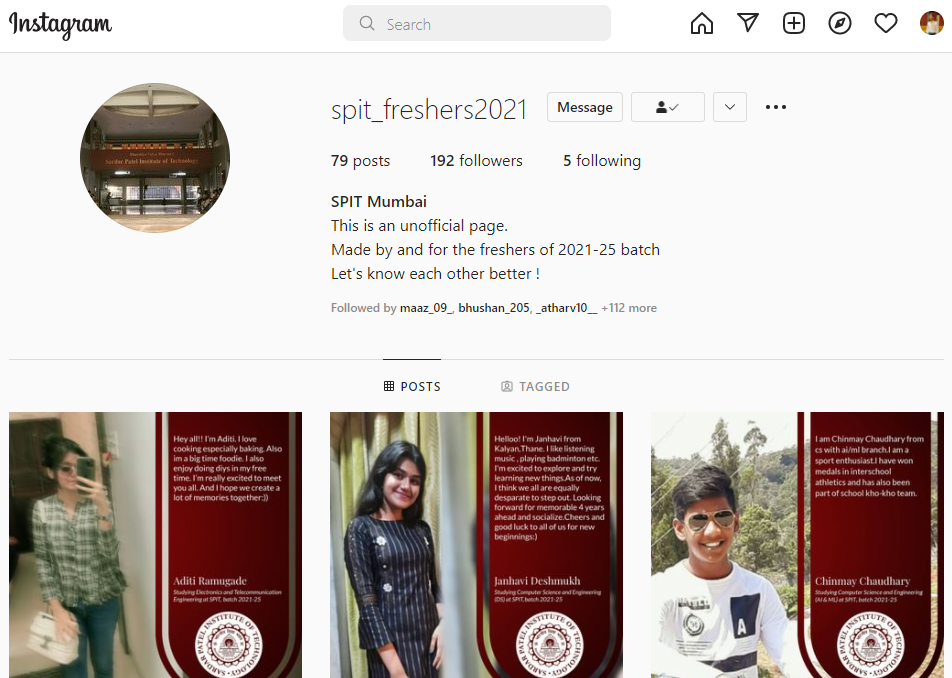 Instagram
Search
spit_freshers2021
Message
79 posts 192 followers 5 following
SPIT Mumbai
This is an unofficial page.
Made by and for the freshers of 2021-25 batch
Let's know each other better !
Followed by maaz_09_, bhushan_205, _atharv10__ +112 more
POSTS
TAGGED
Sardar Patel Institute of Technology
Hey all!! I'm Aditi. I love
cooking especially baking. Also
im a big time foodie. I also
enjoy doing diys in my free
time. I'm really excited to meet
you all. And I hope we create a
lot of memories together:))
Aditi Ramugade
Studying Electronics and Telecommunication
Engineering at SPIT, batch 2021-25
SARDAR PATEL INSTITUTE OF TECHNOLOGY
Helloo! I'm Janhavi from
Kalyan,Thane. I like listening
music , playing badminton etc.
I'm excited to explore and try
learning new things.As of now,
I think we all are equally
desparate to step out. Looking
forward for memorable 4 years
ahead and socialize.Cheers and
good luck to all of us for new
beginnings:)
Janhavi Deshmukh
Studying Computer Science and Engineering
(DS) at SPIT, batch 2021-25
SARDAR PATEL INSTITUTE OF TECHNOLOGY
I am Chinmay Chaudhary from
cs with ai/ml branch.I am a
sport enthusiast.I have won
medals in interschool
athletics and has also been
part of school kho-kho team.
Chinmay Chaudhary
Studying Computer Science and Engineering
(AI & ML) at SPIT, batch 2021-25
SARDAR PATEL INSTITUTE OF TECHNOLOGY
A